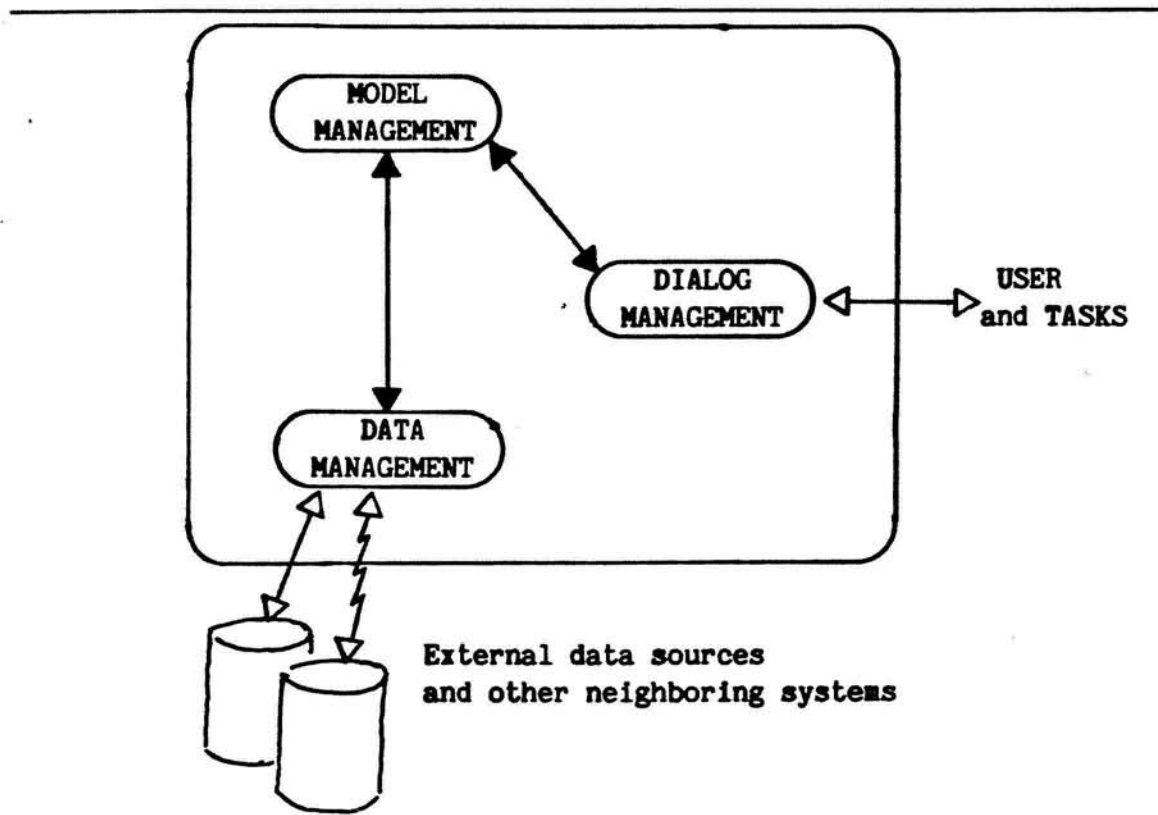 MODEL
MANAGEMENT
DIALOG
MANAGEMENT
USER
and TASKS
DATA
MANAGEMENT
External data sources
and other neighboring systems